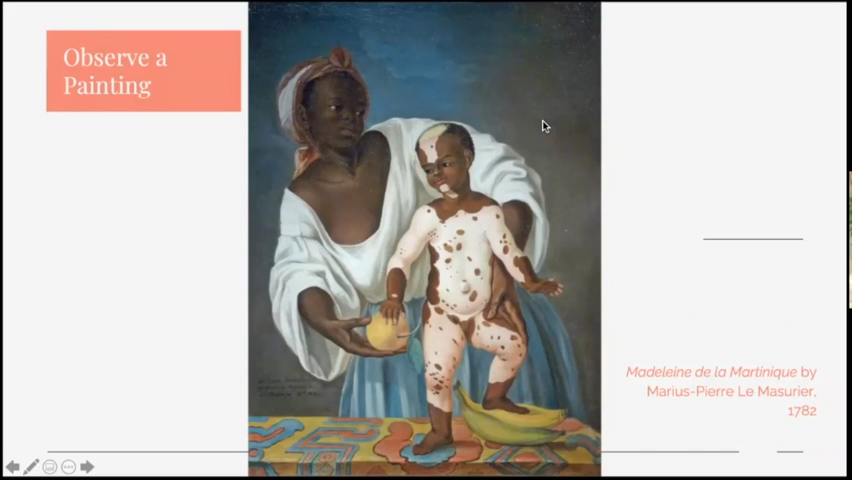 Observe a
Painting
Madeleine de la Martinique by
Marius-Pierre Le Masurier,
1782